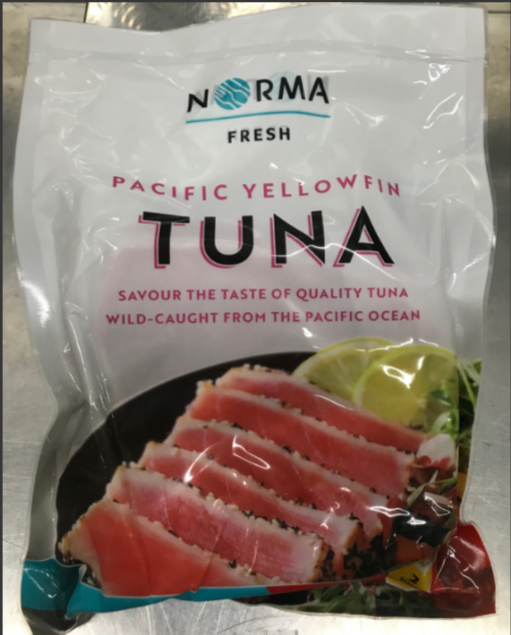 NORMA
FRESH
PACIFIC YELLOWFIN
TUNA
SAVOUR THE TASTE OF QUALITY TUNA
WILD-CAUGHT FROM THE PACIFIC OCEAN